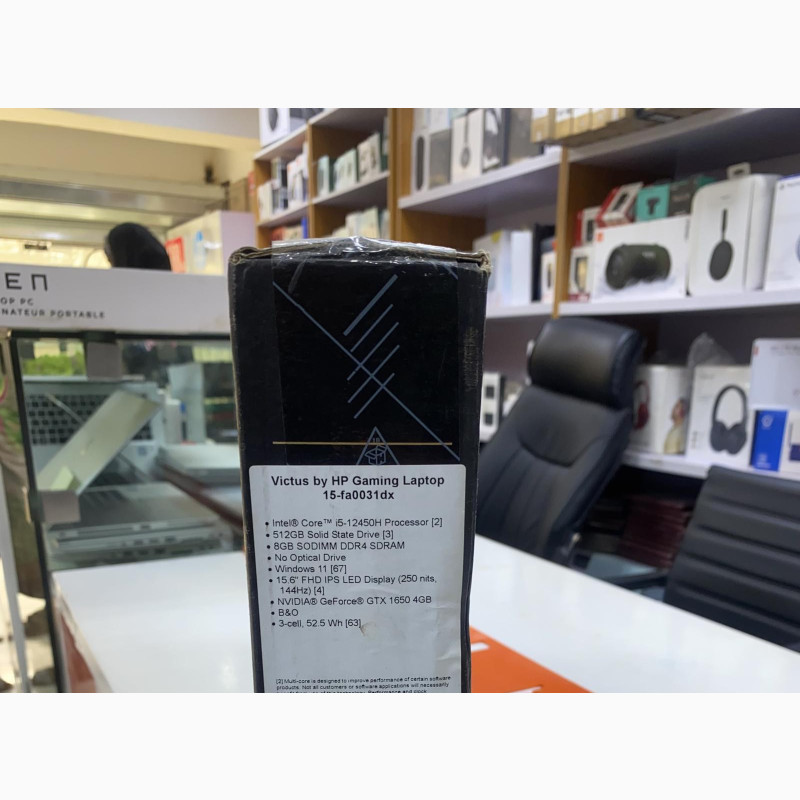 EN
OP PC
NATEUR PORTABLE
Victus by HP Gaming Laptop
15-fa0031dx
• Intel® Core™ i5-12450H Processor [2]
• 512GB Solid State Drive [3]
• 8GB SODIMM DDR4 SDRAM
• No Optical Drive
• Windows 11 [67]
• 15.6" FHD IPS LED Display (250 nits,
144Hz) [4]
• NVIDIA® GeForce® GTX 1650 4GB
• B&O
• 3-cell, 52.5 Wh [63]
[2] Multi-core is designed to improve performance of certain software
products. Not all customers or software applications will necessarily